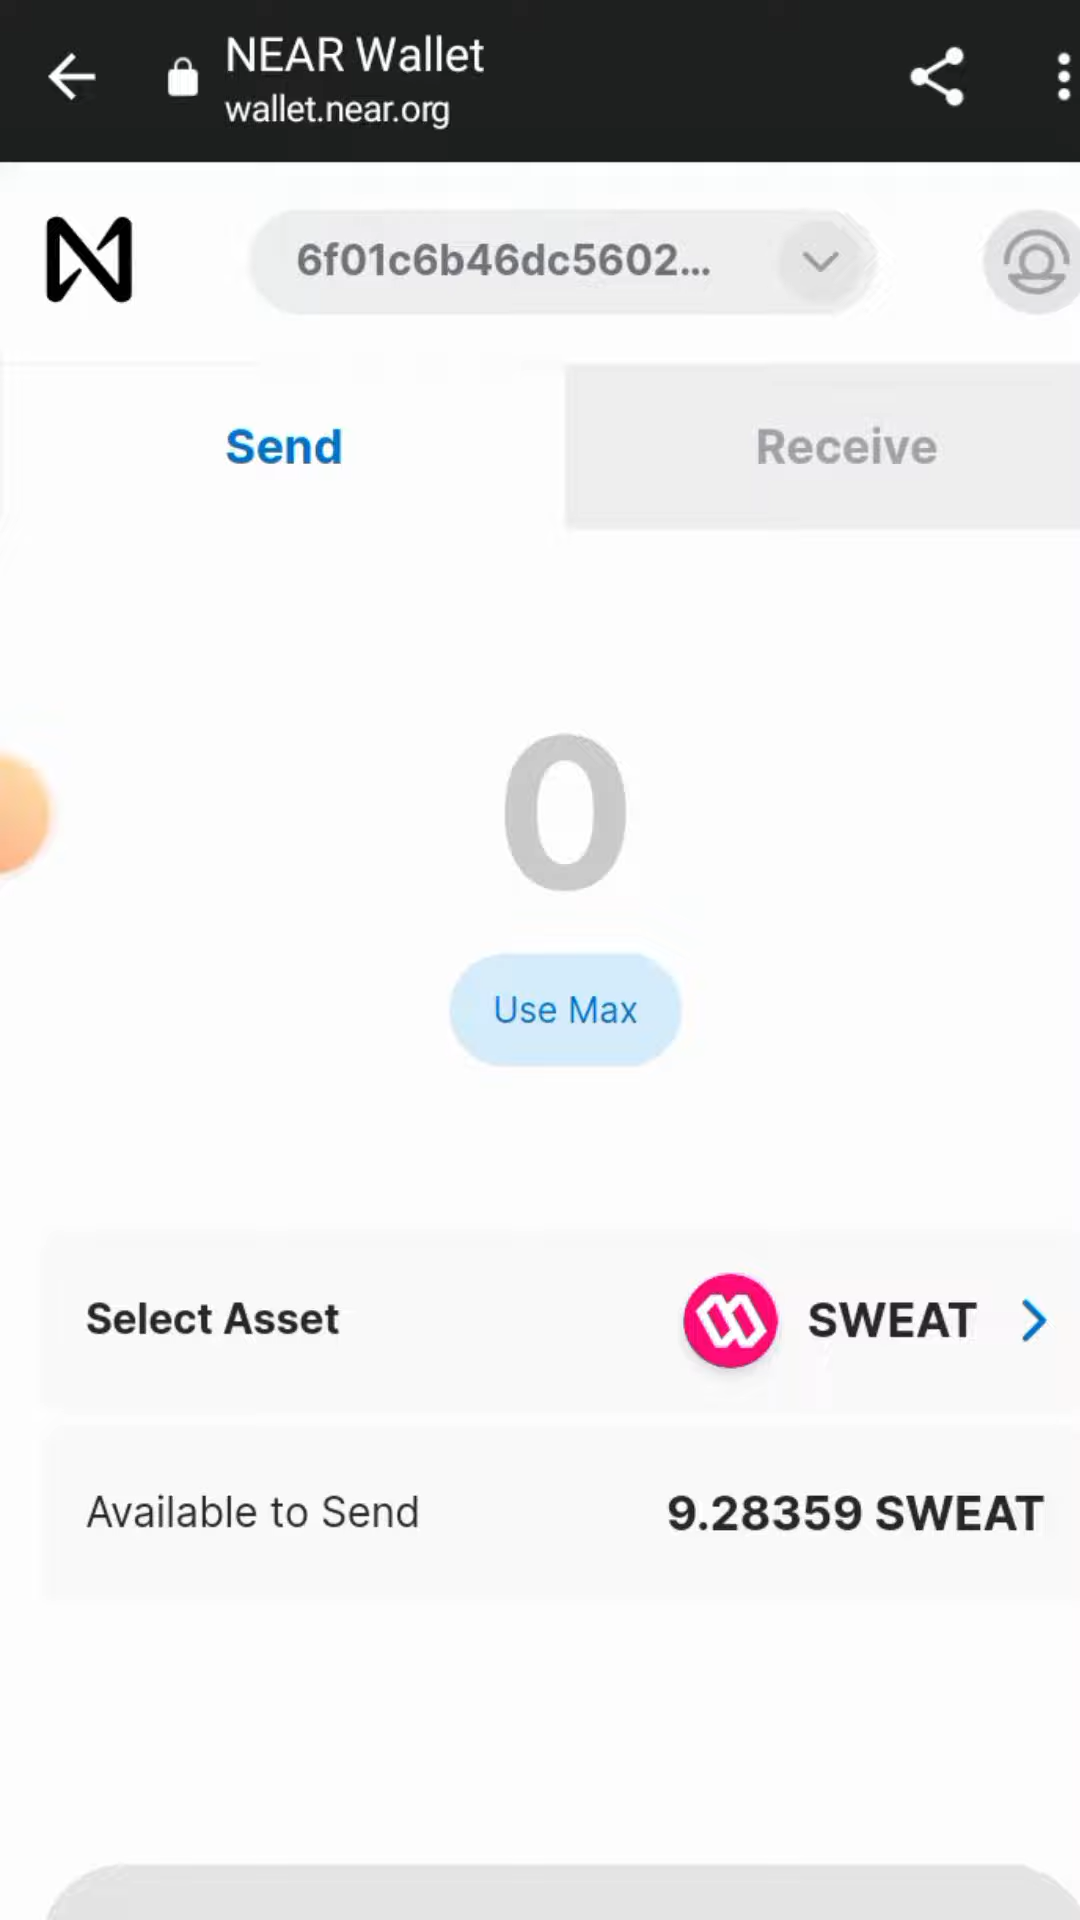 NEAR Wallet
wallet.near.org
6f01c6b46dc5602...
Send
Receive
0
Use Max
Select Asset
SWEAT
Available to Send
9.28359 SWEAT